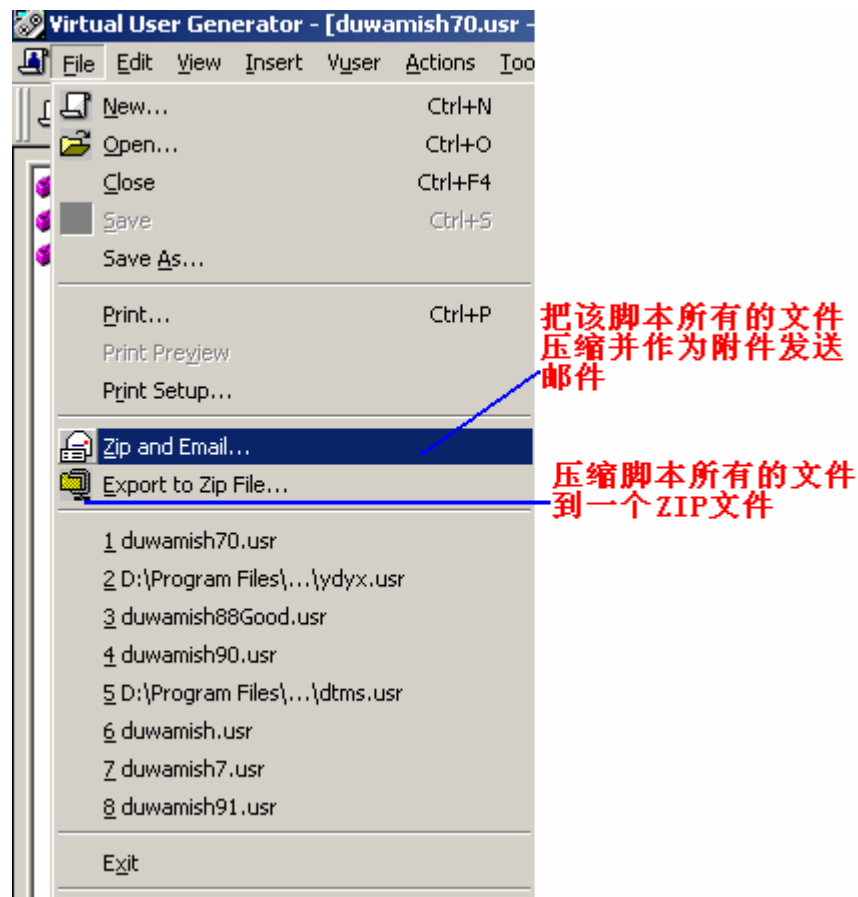 Virtual User Generator - [duwamish70.usr -
File Edit View Insert Vuser Actions Too
New... Ctrl+N
Open... Ctrl+O
Close Ctrl+F4
Save Ctrl+S
Save As...
Print... Ctrl+P
Print Preview
Print Setup...
Zip and Email...
Export to Zip File...
1 duwamish70.usr
2 D:\Program Files\...\ydyx.usr
3 duwamish88Good.usr
4 duwamish90.usr
5 D:\Program Files\...\dtms.usr
6 duwamish.usr
7 duwamish7.usr
8 duwamish91.usr
Exit
把该脚本所有的文件
压缩并作为附件发送
邮件
压缩脚本所有的文件
到一个ZIP文件